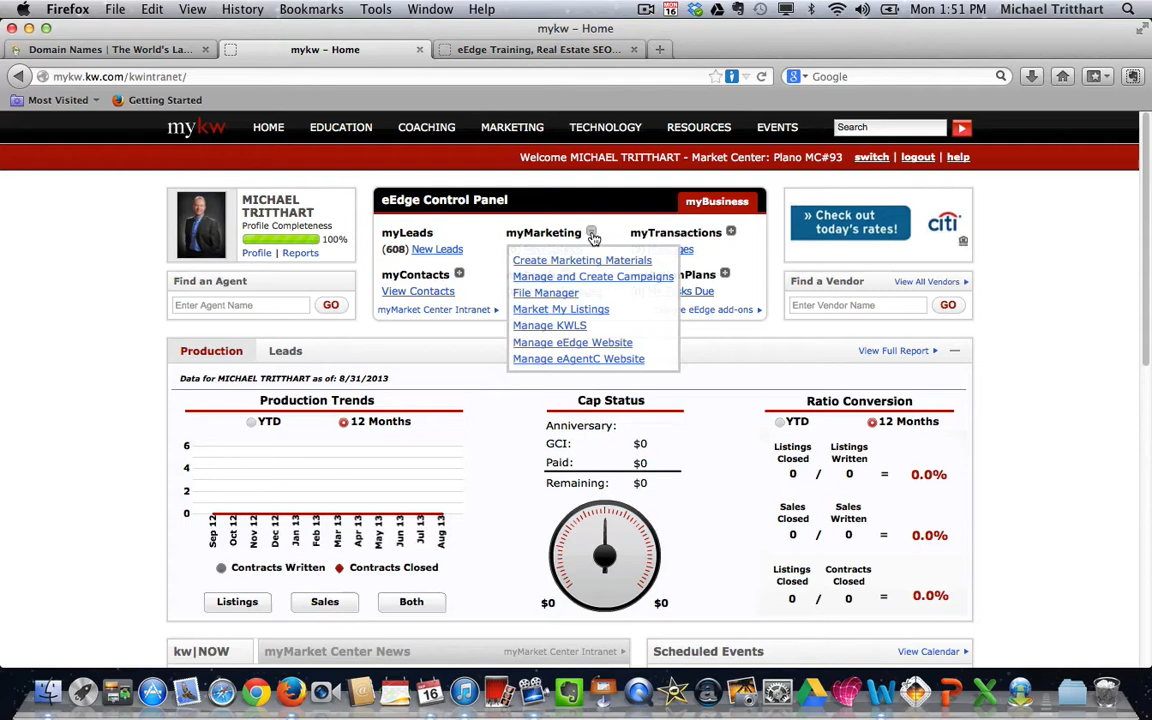 Firefox File Edit View History Bookmarks Tools Window Help Mon 1:51 PM Michael Tritthart
mykw – Home
Domain Names | The World's La...
mykw – Home
eEdge Training, Real Estate SEO...
mykw.kw.com/kwintranet/
Google
Most Visited Getting Started
mykw HOME EDUCATION COACHING MARKETING TECHNOLOGY RESOURCES EVENTS Search
Welcome MICHAEL TRITTHART - Market Center: Plano MC#93 switch logout help
MICHAEL TRITTHART
Profile Completeness
100%
Profile | Reports
Find an Agent
Enter Agent Name GO
eEdge Control Panel myBusiness
myLeads myMarketing myTransactions
(608) New Leads
myContacts
View Contacts
myMarket Center Intranet
Create Marketing Materials
Manage and Create Campaigns
File Manager
Market My Listings
Manage KWLS
Manage eEdge Website
Manage eAgentC Website
nPlans
ks Due
eEdge add-ons
» Check out today's rates!
citi
Find a Vendor View All Vendors
Enter Vendor Name GO
Production Leads View Full Report
Data for MICHAEL TRITTHART as of: 8/31/2013
Production Trends
YTD 12 Months
6
4
2
0
Sep 12 Oct 12 Nov 12 Dec 12 Jan 13 Feb 13 Mar 13 Apr 13 May 13 Jun 13 Jul 13 Aug 13
Contracts Written Contracts Closed
Listings Sales Both
Cap Status
Anniversary:
GCI: $0
Paid: $0
Remaining: $0
$0 $0
Ratio Conversion
YTD 12 Months
Listings Closed Listings Written
0 / 0 = 0.0%
Sales Closed Sales Written
0 / 0 = 0.0%
Listings Closed Contracts Closed
0 / 0 = 0.0%
kw|NOW myMarket Center News myMarket Center Intranet
Scheduled Events View Calendar